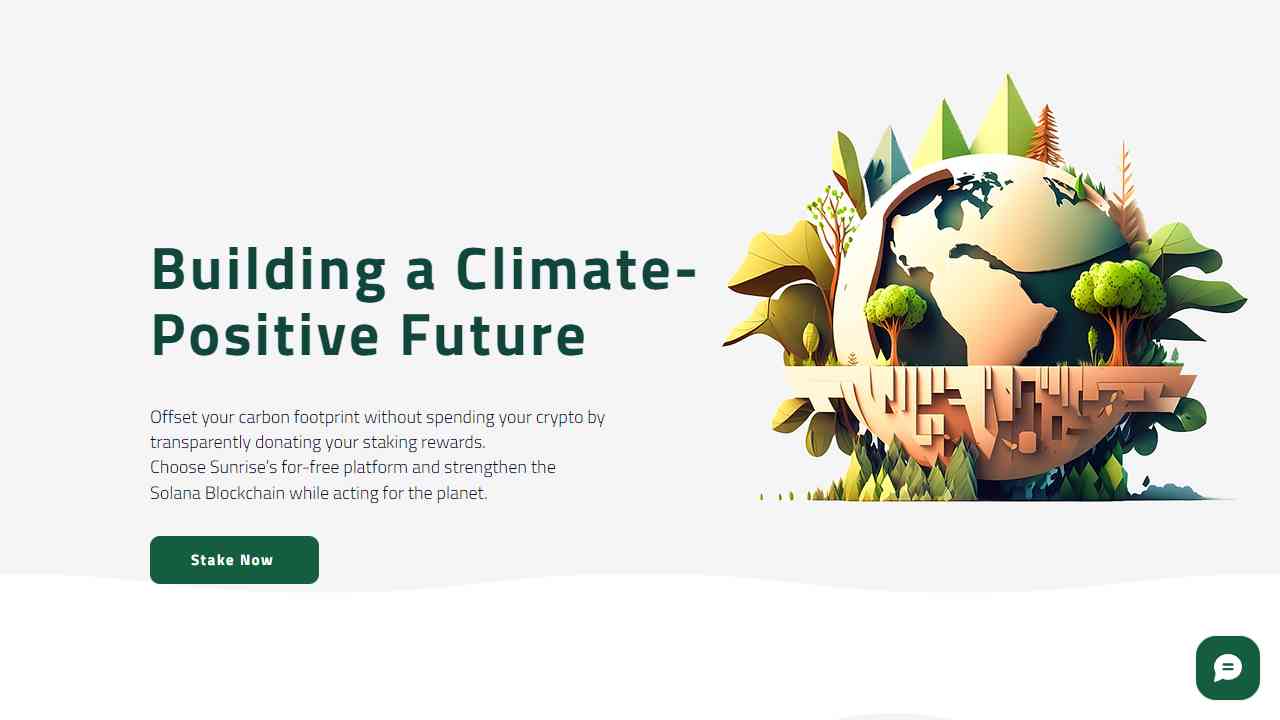 Building a Climate-
Positive Future
Offset your carbon footprint without spending your crypto by
transparently donating your staking rewards.
Choose Sunrise's for-free platform and strengthen the
Solana Blockchain while acting for the planet.
Stake Now